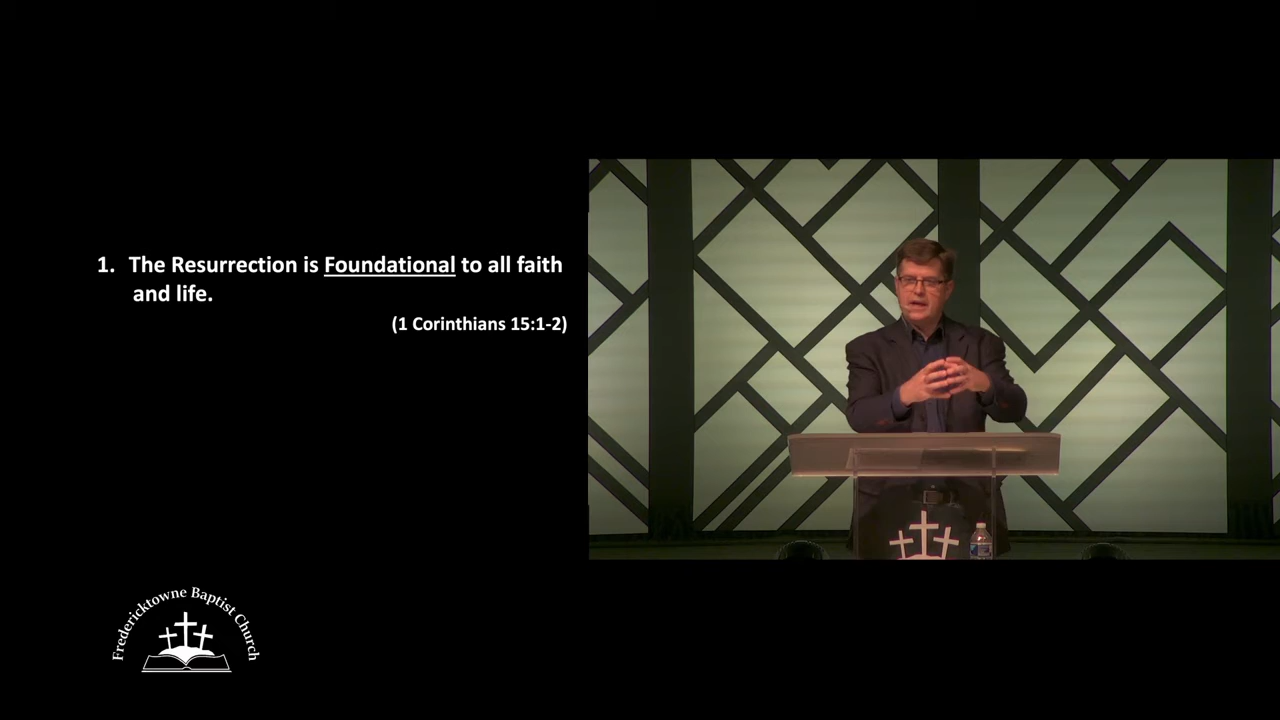 1. The Resurrection is Foundational to all faith
and life.
(1 Corinthians 15:1-2)
Fredericktowne Baptist Church